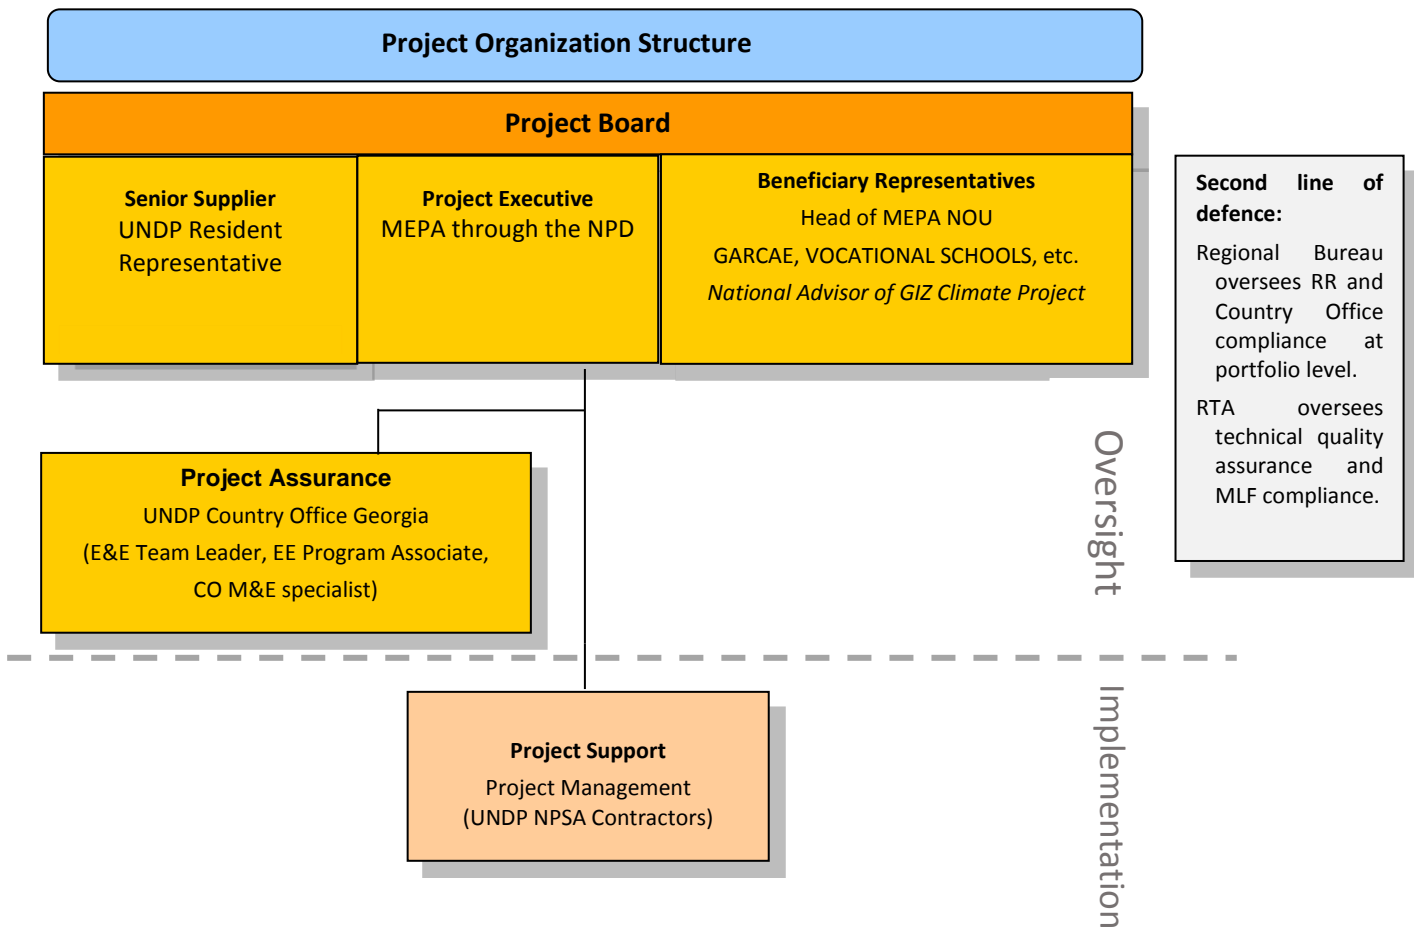 Project Organization Structure
Project Board
Senior Supplier
UNDP Resident
Representative
Project Executive
MEPA through the NPD
Beneficiary Representatives
Head of MEPA NOU
GARCAE, VOCATIONAL SCHOOLS, etc.
National Advisor of GIZ Climate Project
Second line of
defence:
Regional Bureau
oversees RR and
Country Office
compliance at
portfolio level.
RTA oversees
technical quality
assurance and
MLF compliance.
Project Assurance
UNDP Country Office Georgia
(E&E Team Leader, EE Program Associate,
CO M&E specialist)
Oversight
Project Support
Project Management
(UNDP NPSA Contractors)
Implementation